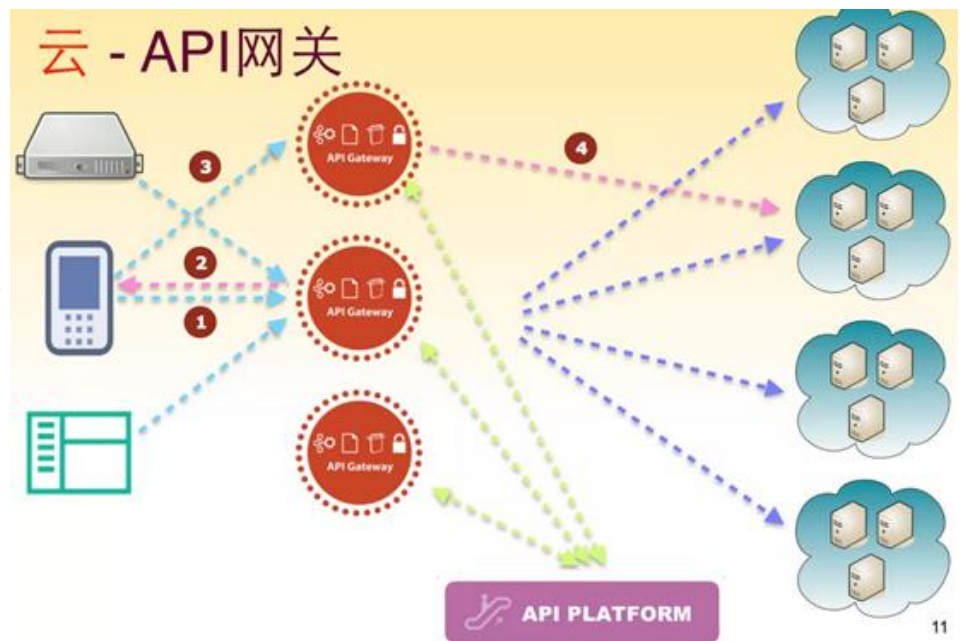 云 - API网关
3
4
API Gateway
2
1
API Gateway
API Gateway
API PLATFORM
11